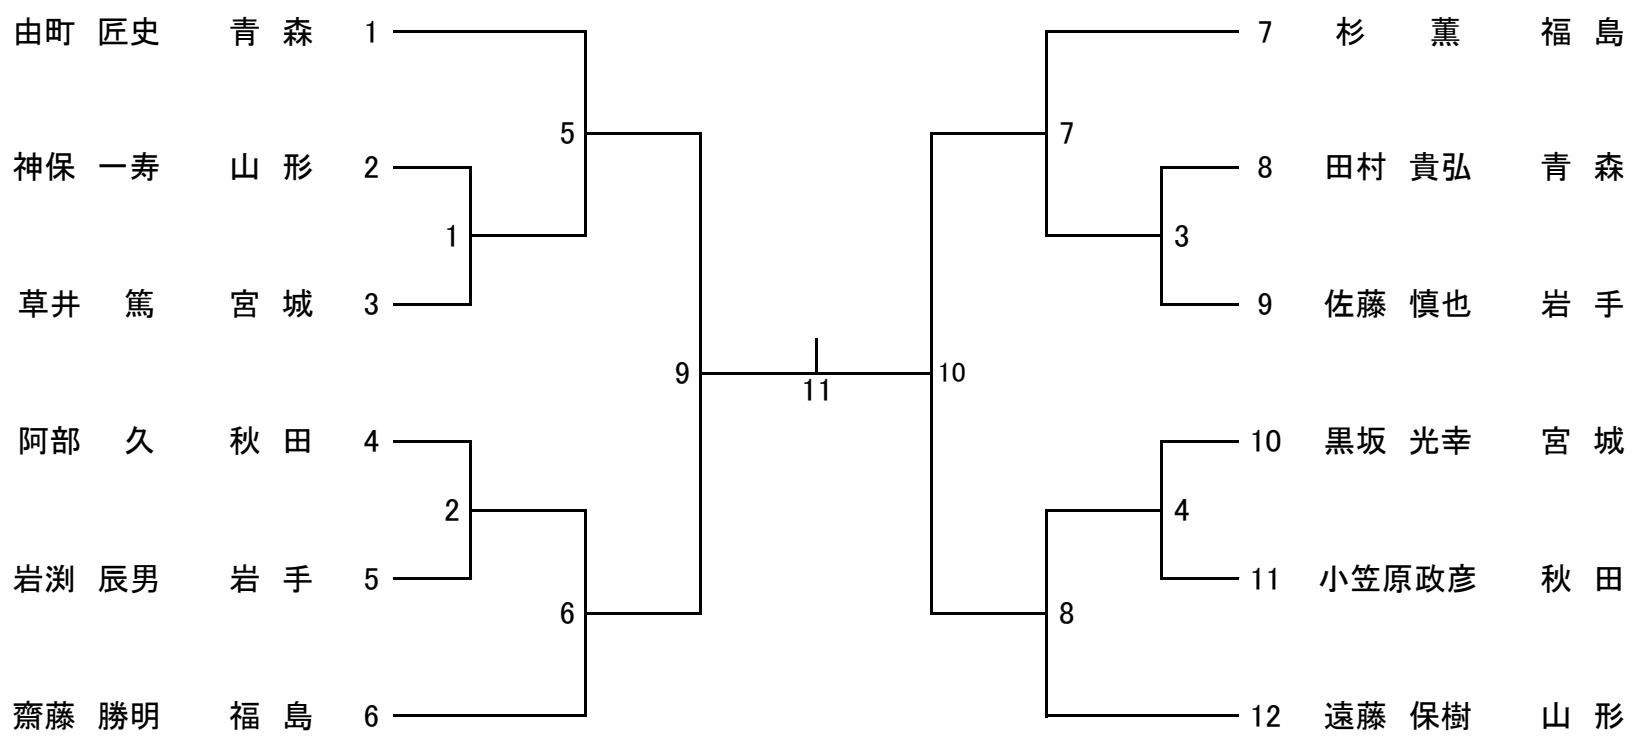 由町 匠史 青 森 1
5
神保 一寿 山 形 2
1
草井 篤 宮 城 3
9
阿部 久 秋 田 4
2
岩渕 辰男 岩 手 5
6
齋藤 勝明 福 島 6
11
7 杉 薫 福 島
7
8 田村 貴弘 青 森
3
9 佐藤 慎也 岩 手
10
10 黒坂 光幸 宮 城
4
11 小笠原政彦 秋 田
8
12 遠藤 保樹 山 形